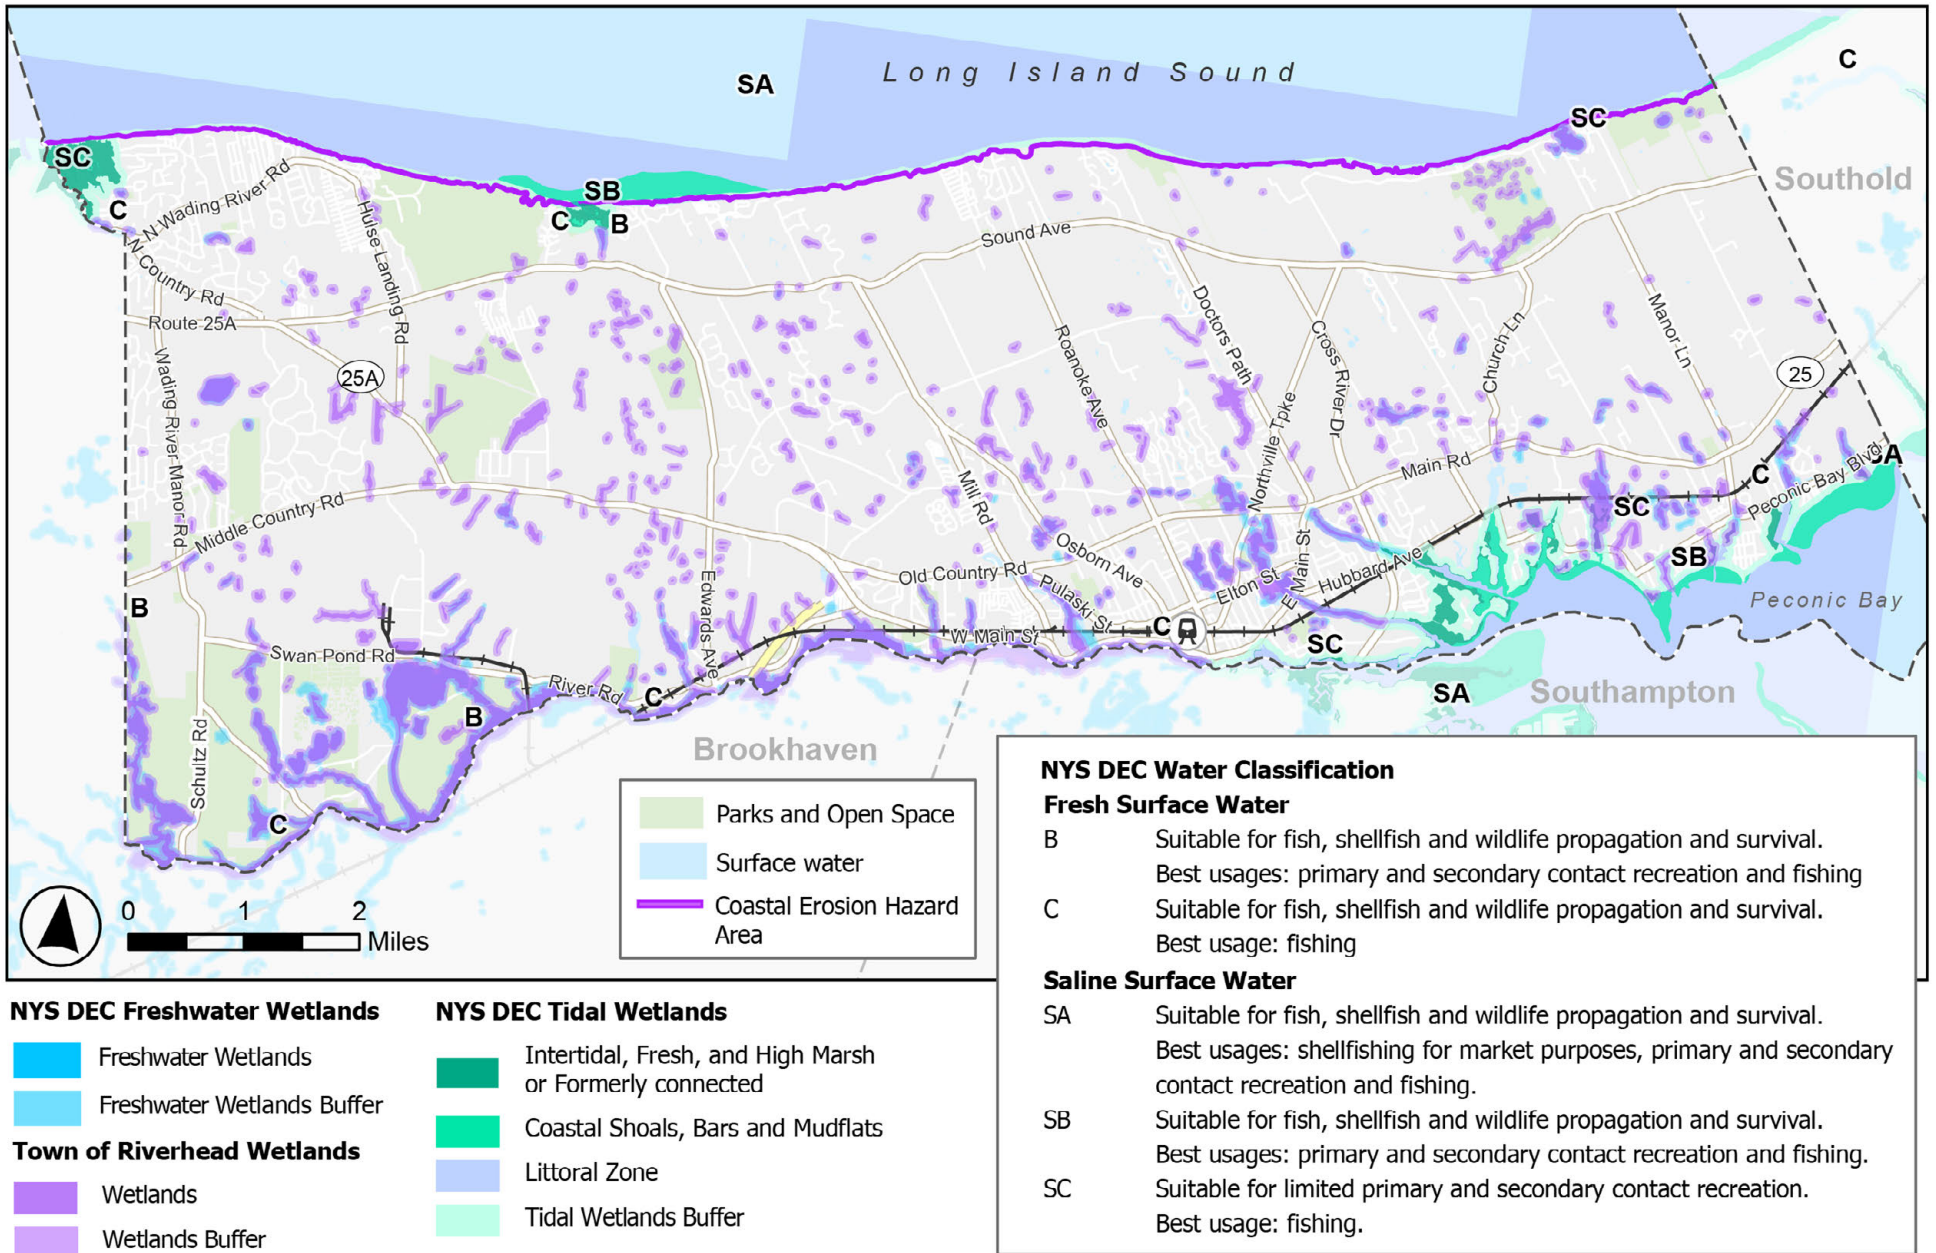 Long Island Sound
SA
C
SC
SC
SB
C
C
B
Southold
N Wading River Rd
Hulse Landing Rd
N Country Rd
Route 25A
Sound Ave
25A
Wading River Manor Rd
Doctors Path
Roanoke Ave
Cross River Dr
Northville Tpke
Church Ln
Manor Ln
25
Main Rd
SA
C
Peconic Bay Blvd
SC
SB
Middle Country Rd
Mill Rd
Osborn Ave
Old Country Rd
Pulaski St
Elton St
E Main St
Hubbard Ave
Edwards Ave
W Main St
C
SC
Peconic Bay
B
Swan Pond Rd
River Rd
C
B
SA
Southampton
Schultz Rd
Brookhaven
C
0 1 2
Miles
Parks and Open Space
Surface water
Coastal Erosion Hazard
Area
NYS DEC Water Classification
Fresh Surface Water
B Suitable for fish, shellfish and wildlife propagation and survival.
Best usages: primary and secondary contact recreation and fishing
C Suitable for fish, shellfish and wildlife propagation and survival.
Best usage: fishing
Saline Surface Water
SA Suitable for fish, shellfish and wildlife propagation and survival.
Best usages: shellfishing for market purposes, primary and secondary
contact recreation and fishing.
SB Suitable for fish, shellfish and wildlife propagation and survival.
Best usages: primary and secondary contact recreation and fishing.
SC Suitable for limited primary and secondary contact recreation.
Best usage: fishing.
NYS DEC Freshwater Wetlands
Freshwater Wetlands
Freshwater Wetlands Buffer
Town of Riverhead Wetlands
Wetlands
Wetlands Buffer
NYS DEC Tidal Wetlands
Intertidal, Fresh, and High Marsh
or Formerly connected
Coastal Shoals, Bars and Mudflats
Littoral Zone
Tidal Wetlands Buffer